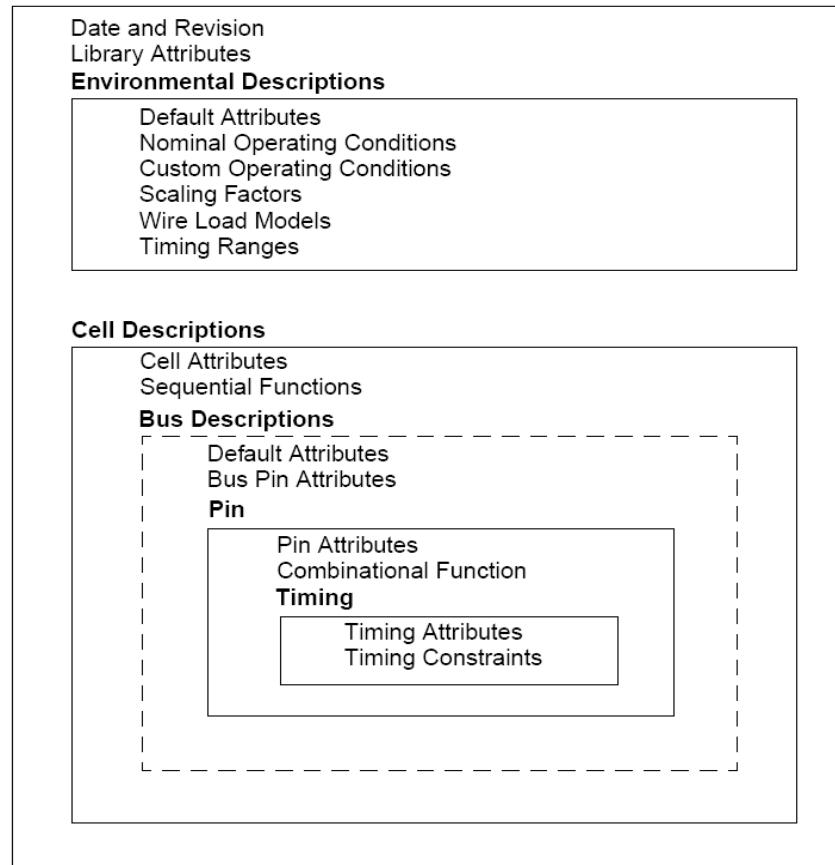 Date and Revision
Library Attributes
Environmental Descriptions
Default Attributes
Nominal Operating Conditions
Custom Operating Conditions
Scaling Factors
Wire Load Models
Timing Ranges
Cell Descriptions
Cell Attributes
Sequential Functions
Bus Descriptions
Default Attributes
Bus Pin Attributes
Pin
Pin Attributes
Combinational Function
Timing
Timing Attributes
Timing Constraints